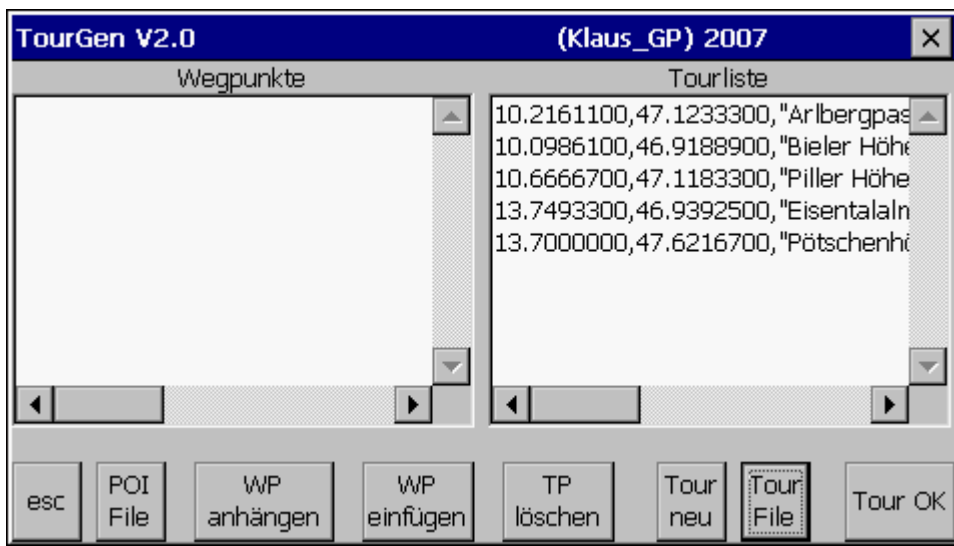 TourGen V2.0 (Klaus_GP) 2007
Wegpunkte
Tourliste
10.2161100,47.1233300,"Arlbergpas
10.0986100,46.9188900,"Bieler Höhe
10.6666700,47.1183300,"Piller Höhe
13.7493300,46.9392500,"Eisentalaln
13.7000000,47.6216700,"Pötschenhö
esc
POI
File
WP
anhängen
WP
einfügen
TP
löschen
Tour
neu
Tour
File
Tour OK